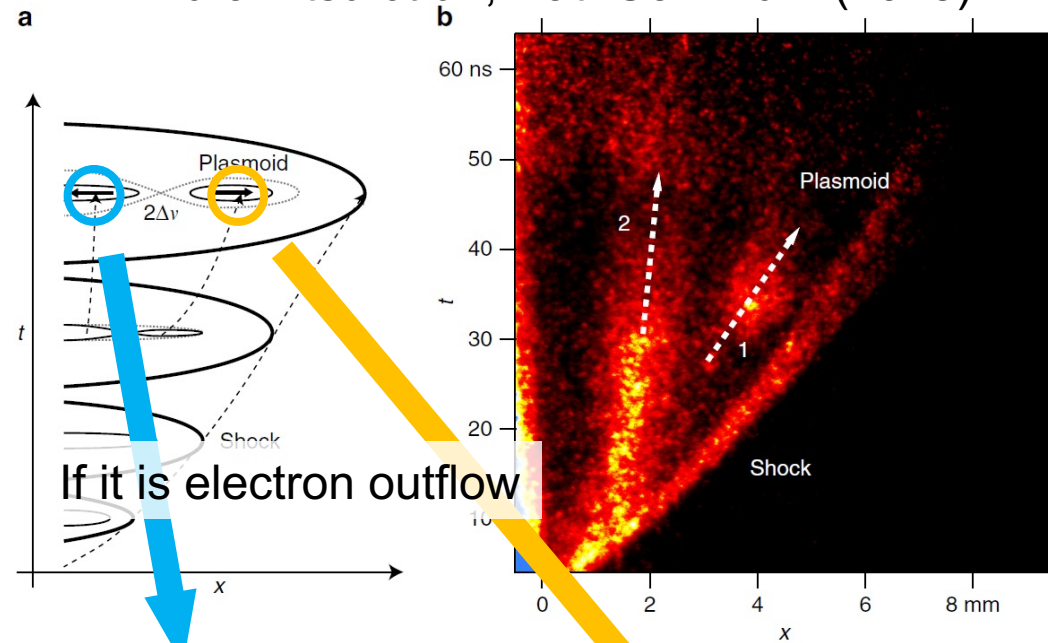 a
b
Plasmoid
2Δv
t
Shock
x
If it is electron outflow
60 ns
50
40
30
20
10
t
Plasmoid
2
1
Shock
0 2 4 6 8 mm
x